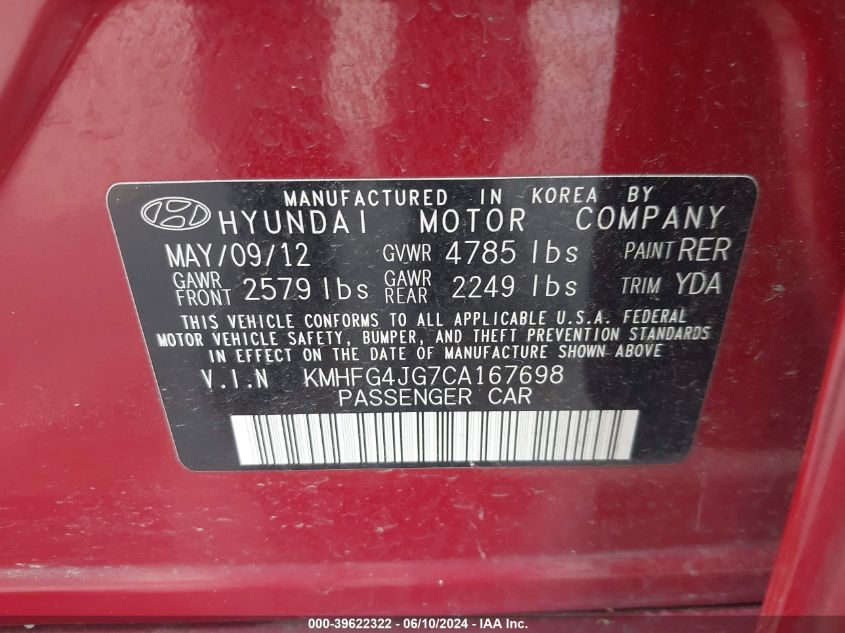 MANUFACTURED IN KOREA BY
HYUNDAI MOTOR COMPANY
MAY/09/12 GVWR 4785 lbs PAINT RER
GAWR FRONT 2579 lbs GAWR REAR 2249 lbs TRIM YDA
THIS VEHICLE CONFORMS TO ALL APPLICABLE U.S.A. FEDERAL
MOTOR VEHICLE SAFETY, BUMPER, AND THEFT PREVENTION STANDARDS
IN EFFECT ON THE DATE OF MANUFACTURE SHOWN ABOVE.
V.I.N KMHFG4JG7CA167698
PASSENGER CAR
000-39622322 - 06/10/2024 - IAA Inc.